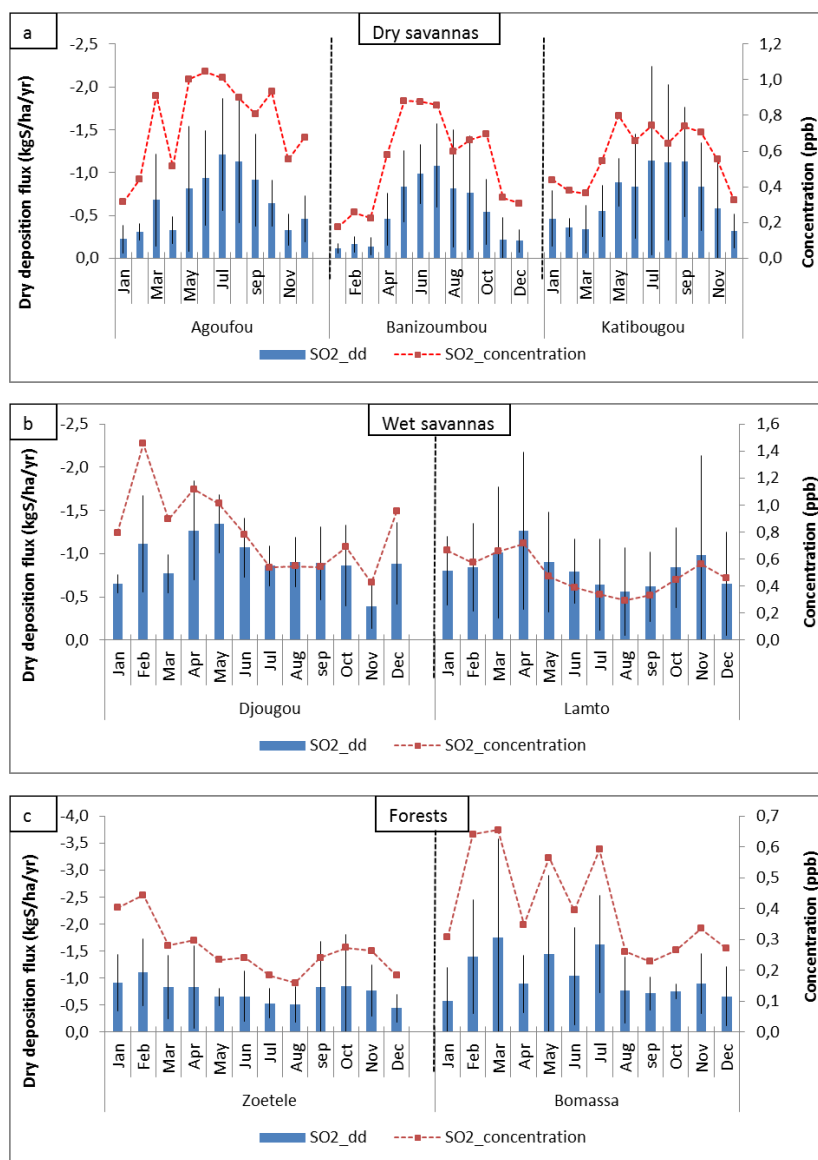 a
Dry savannas
Dry deposition flux (kgS/ha/yr)
-2,5
-2,0
-1,5
-1,0
-0,5
0,0
1,2
1,0
0,8
0,6
0,4
0,2
0,0
Concentration (ppb)
Jan Mar May Jul sep Nov Feb Apr Jun Aug Oct Dec Jan Mar May Jul sep Nov
Agoufou Banizoumbou Katibougou
SO2_dd SO2_concentration
b
Wet savannas
Dry deposition flux (kgS/ha/yr)
-2,5
-2,0
-1,5
-1,0
-0,5
0,0
1,6
1,4
1,2
1,0
0,8
0,6
0,4
0,2
0,0
Concentration (ppb)
Jan Feb Mar Apr May Jun Jul Aug sep Oct Nov Dec Jan Feb Mar Apr May Jun Jul Aug sep Oct Nov Dec
Djougou Lamto
SO2_dd SO2_concentration
c
Forests
Dry deposition flux (kgS/ha/yr)
-4,0
-3,5
-3,0
-2,5
-2,0
-1,5
-1,0
-0,5
0,0
0,7
0,6
0,5
0,4
0,3
0,2
0,1
0,0
Concentration (ppb)
Jan Feb Mar Apr May Jun Jul Aug sep Oct Nov Dec Jan Feb Mar Apr May Jun Jul Aug sep Oct Nov Dec
Zoetele Bomassa
SO2_dd SO2_concentration